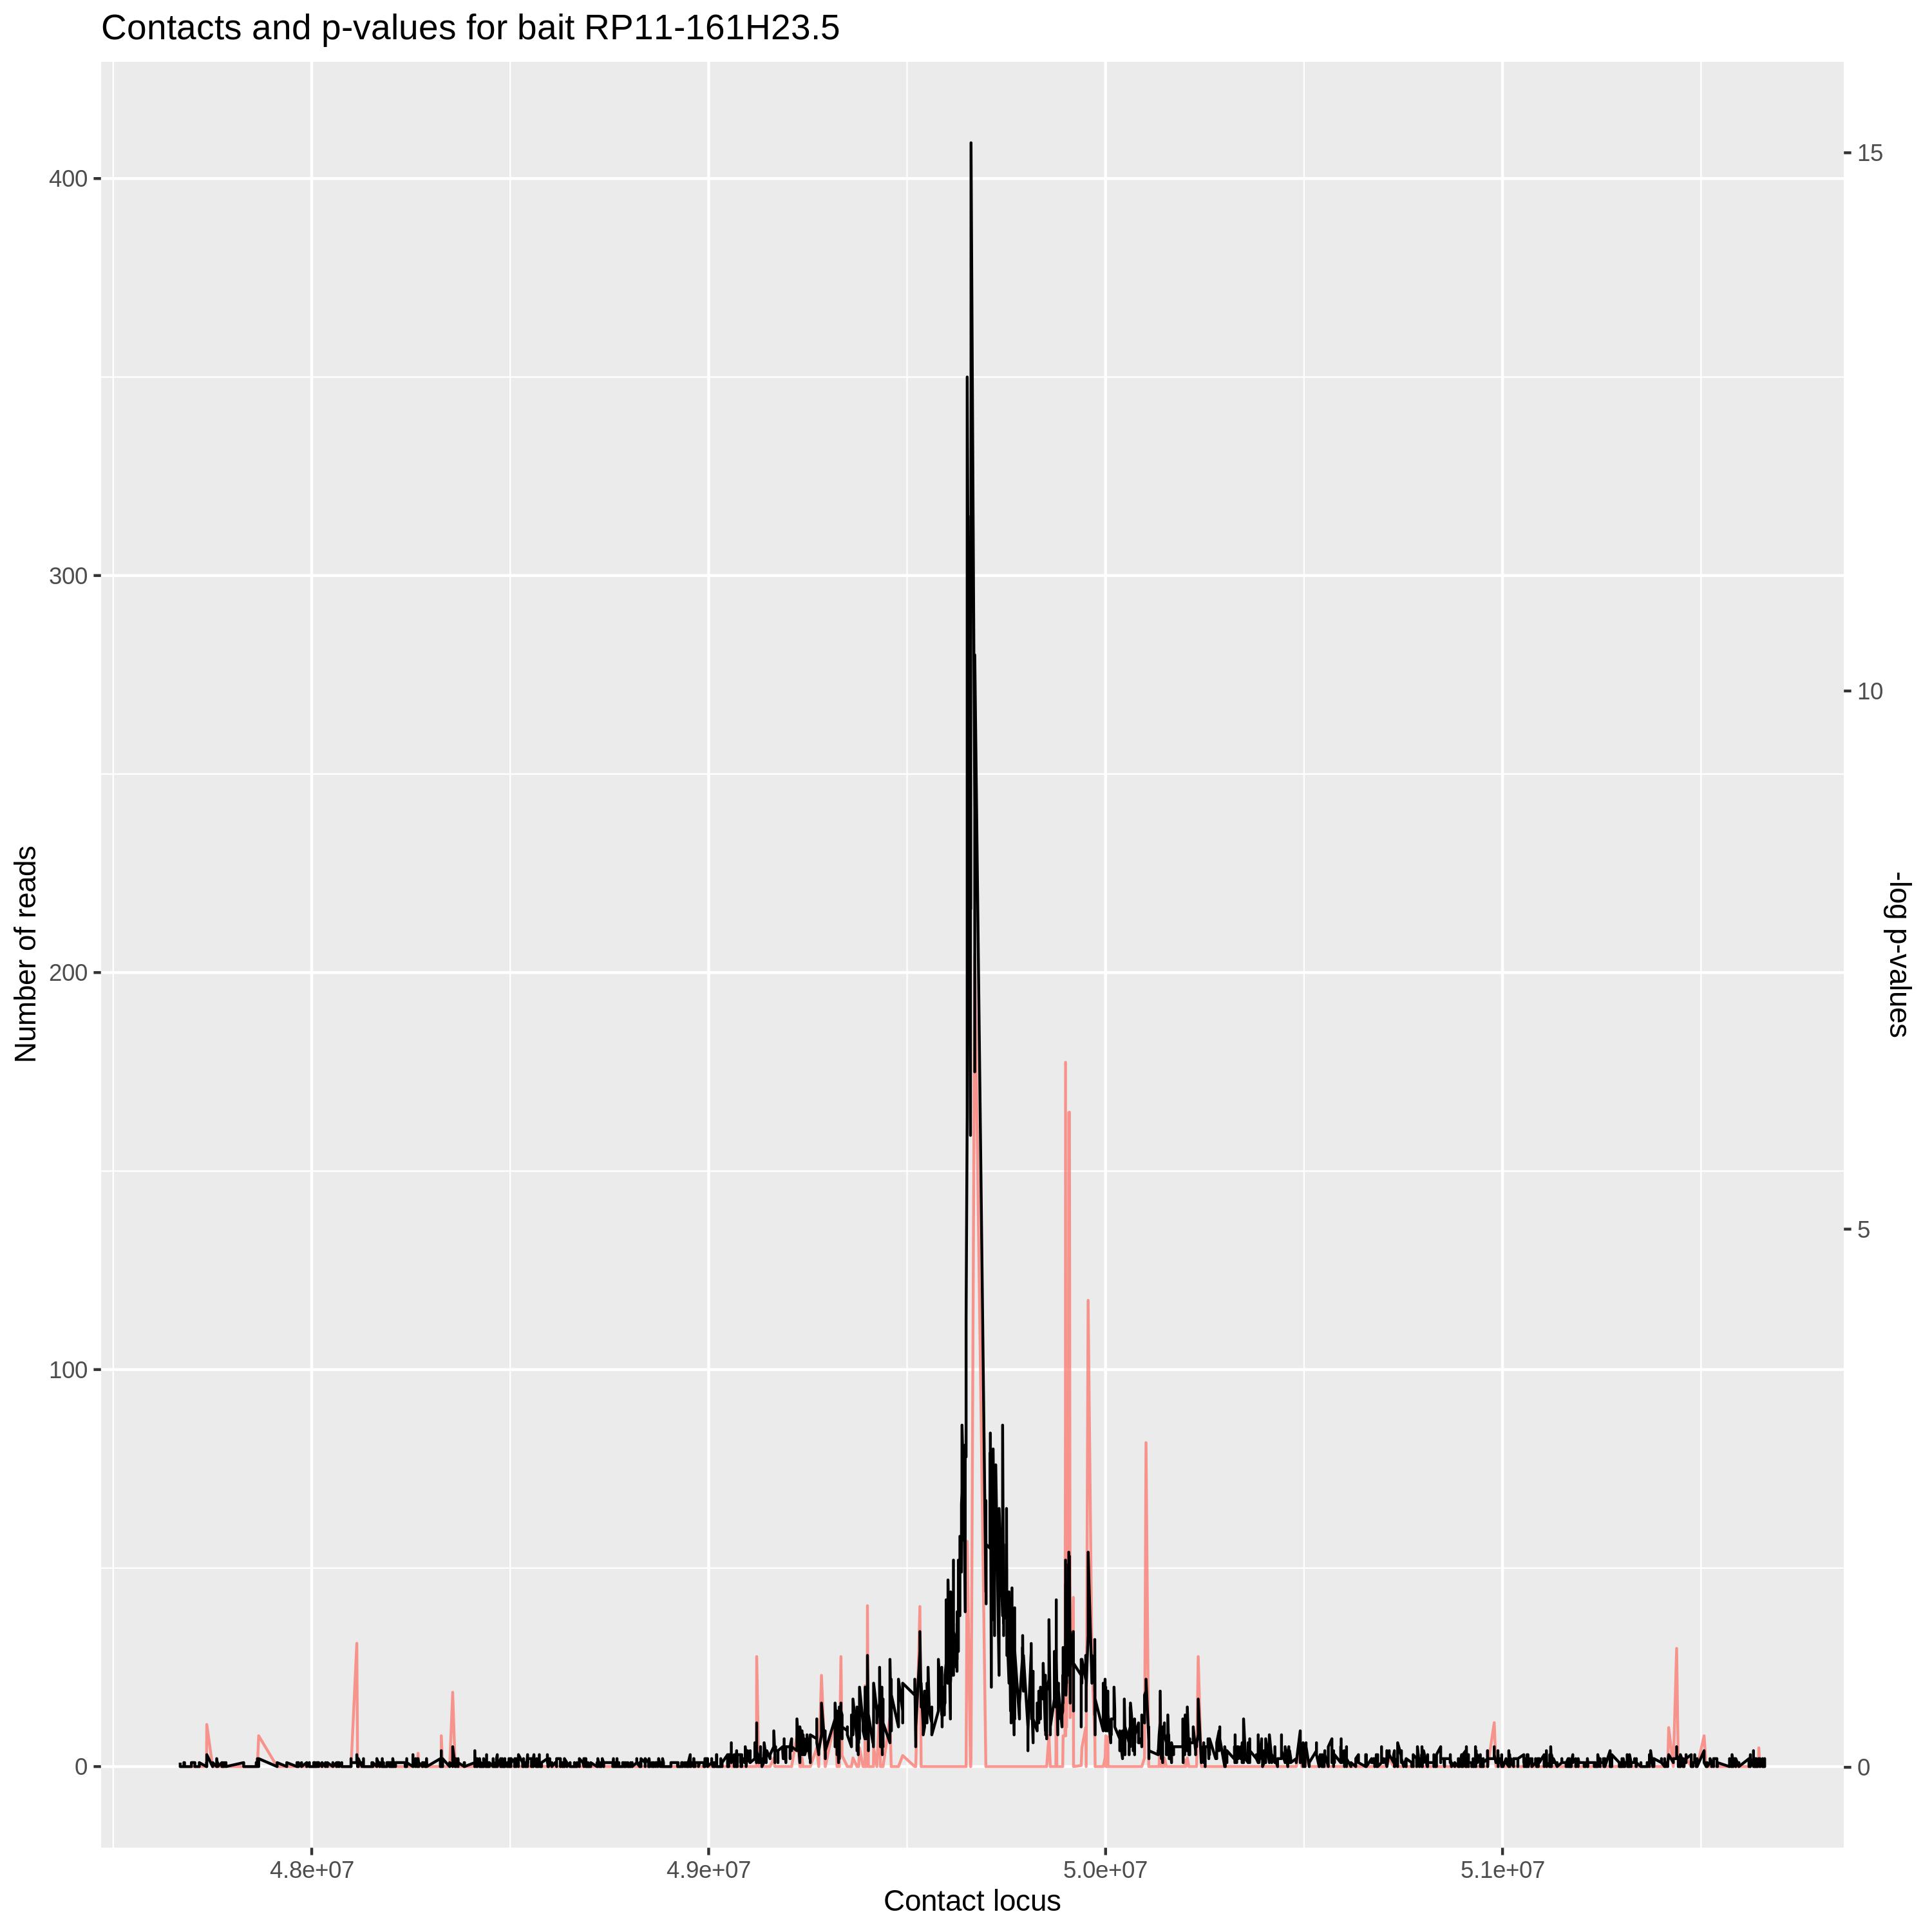 Contacts and p-values for bait RP11-161H23.5
400
300
200
100
0
15
10
5
0
Number of reads
-log p-values
4.8e+07
4.9e+07
5.0e+07
5.1e+07
Contact locus